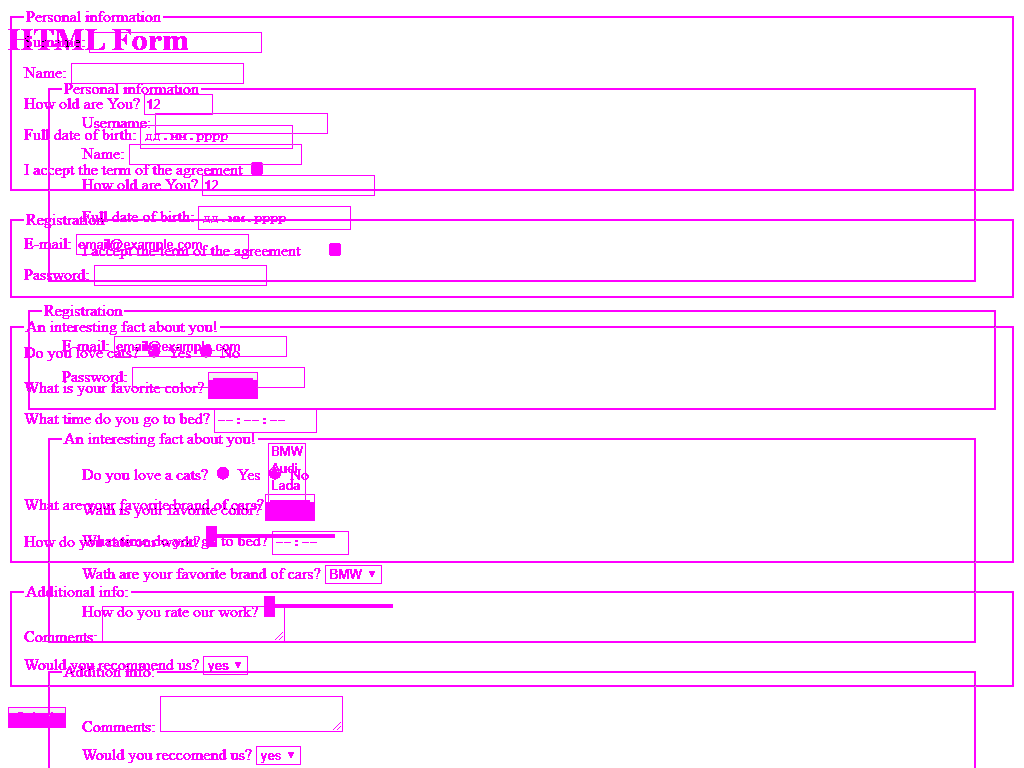 Personal information
HTML Form
Surname:
Name:
Personal information
How old are You? 12
Username:
Full date of birth: дд.мм.рррр
Name:
I accept the term of the agreement
How old are You? 12
Full date of birth: дд.мм.рррр
Registration
E-mail: email@example.com
I accept the term of the agreement
Password:
Registration
An interesting fact about you!
E-mail: email@example.com
Do you love cats? Yes No
Password:
What is your favorite color?
What time do you go to bed? --:--:--
An interesting fact about you!
BMW
Audi
Lada
Do you love a cats? Yes No
What are your favorite brand of cars?
Wath is your favorite color?
How do you rate our work?
What time do you go to bed? --:--
Wath are your favorite brand of cars? BMW
Additional info:
How do you rate our work?
Comments:
Would you recommend us? yes
Addition info:
Comments:
Would you reccomend us? yes